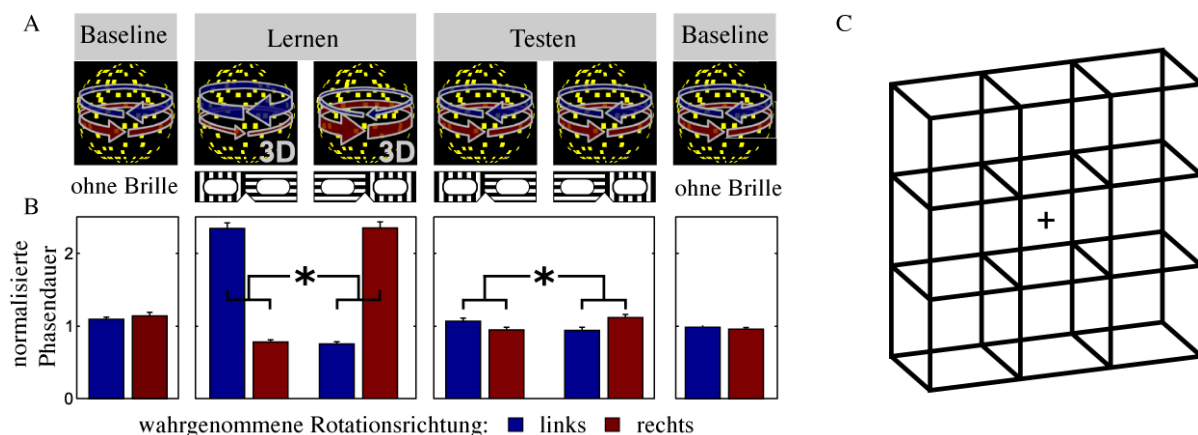 A
Baseline
Lernen
Testen
Baseline
3D
3D
ohne Brille
ohne Brille
B
normalisierte
Phasendauer
2
1
0
*
*
wahrgenommene Rotationsrichtung: links rechts
C
+